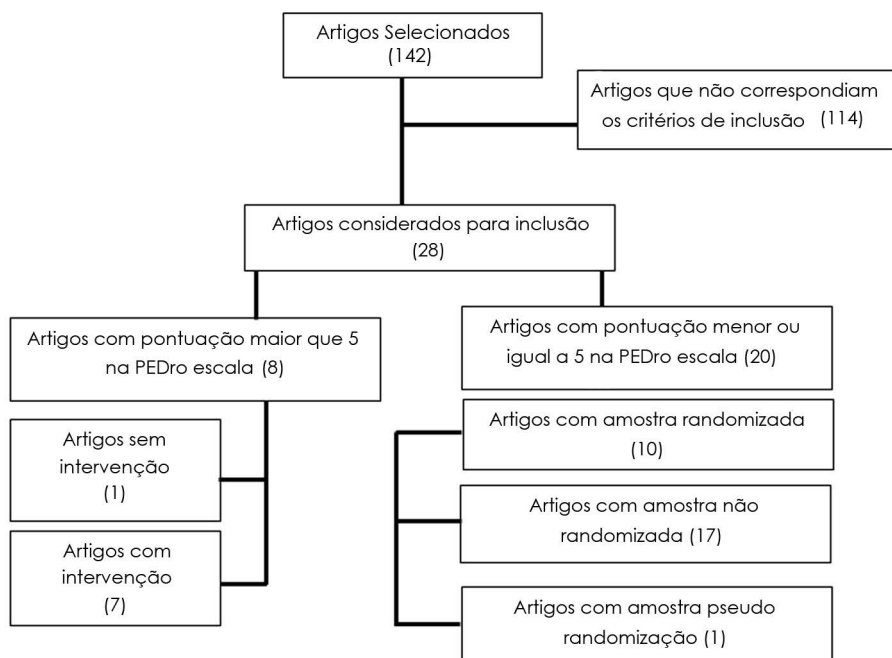 Artigos Selecionados
(142)
Artigos que não correspondiam
os critérios de inclusão (114)
Artigos considerados para inclusão
(28)
Artigos com pontuação maior que 5
na PEDro escala (8)
Artigos com pontuação menor ou
igual a 5 na PEDro escala (20)
Artigos sem
intervenção
(1)
Artigos com
intervenção
(7)
Artigos com amostra randomizada
(10)
Artigos com amostra não
randomizada (17)
Artigos com amostra pseudo
randomização (1)